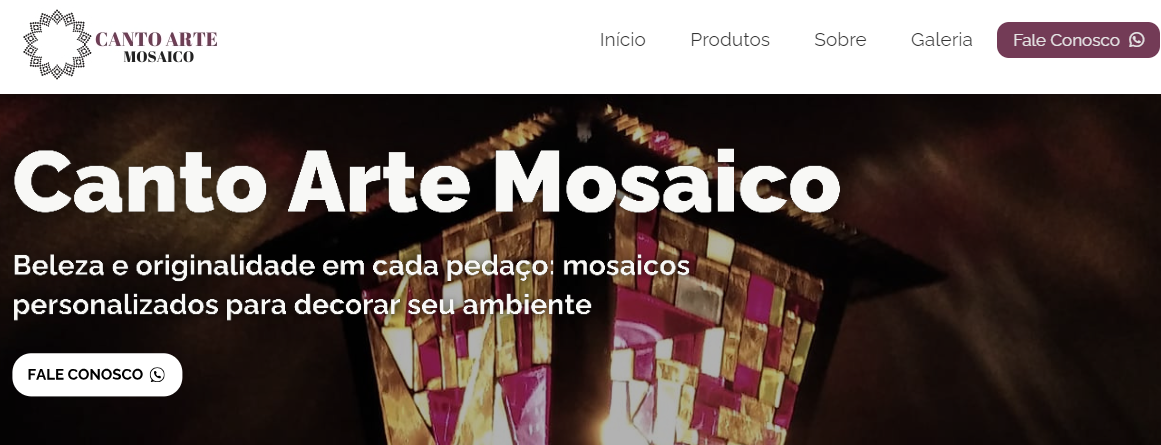 CANTO ARTE
MOSAICO
Início
Produtos
Sobre
Galeria
Fale Conosco
Canto Arte Mosaico
Beleza e originalidade em cada pedaço: mosaicos
personalizados para decorar seu ambiente
FALE CONOSCO